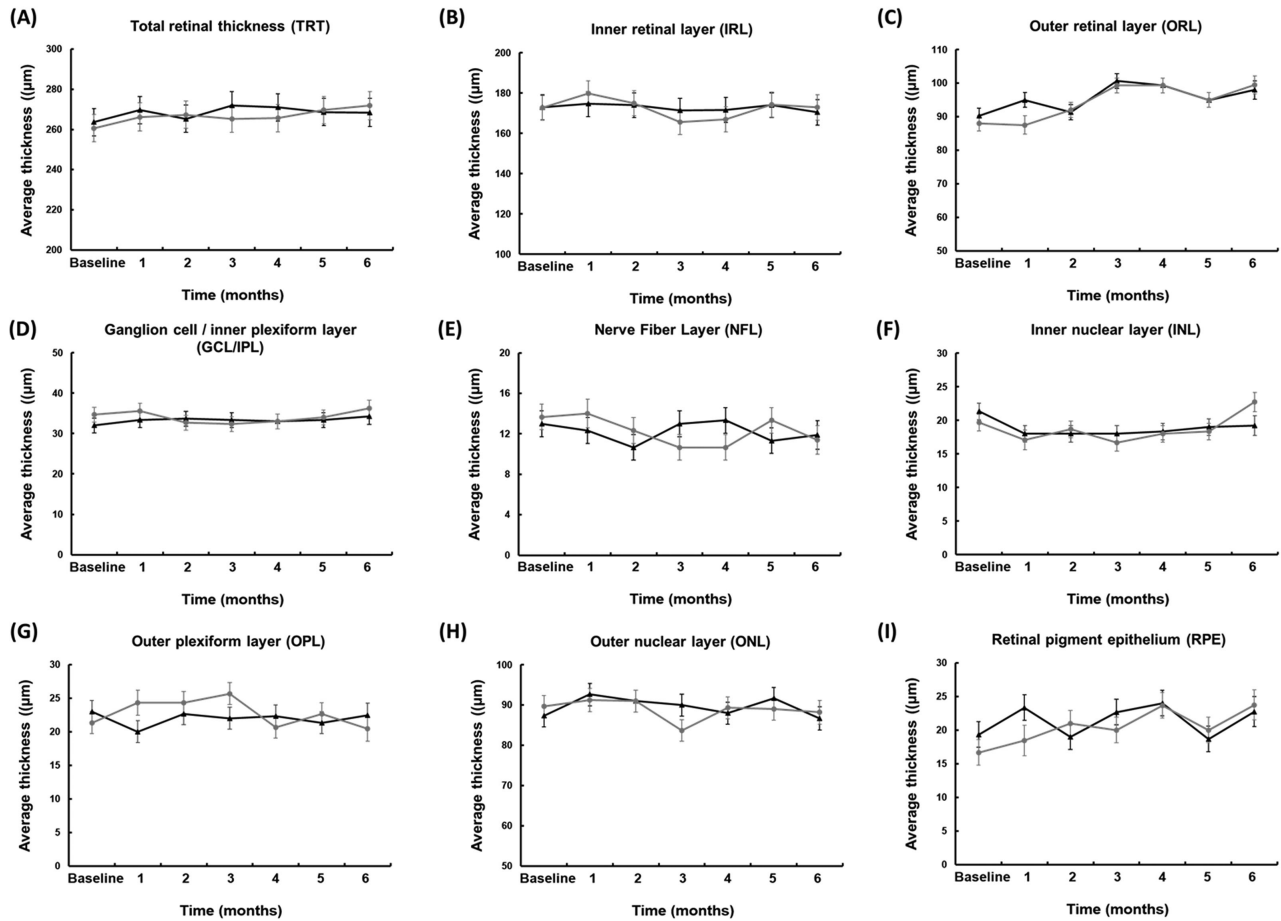 (A)
Total retinal thickness (TRT)
Average thickness ((μm)
300
280
260
240
220
200
Baseline 1 2 3 4 5 6
Time (months)
(B)
Inner retinal layer (IRL)
Average thickness ((μm)
200
180
160
140
120
100
Baseline 1 2 3 4 5 6
Time (months)
(C)
Outer retinal layer (ORL)
Average thickness ((μm)
110
100
90
80
70
60
50
Baseline 1 2 3 4 5 6
Time (months)
(D)
Ganglion cell / inner plexiform layer
(GCL/IPL)
Average thickness ((μm)
50
40
30
20
10
0
Baseline 1 2 3 4 5 6
Time (months)
(E)
Nerve Fiber Layer (NFL)
Average thickness ((μm)
20
16
12
8
4
0
Baseline 1 2 3 4 5 6
Time (months)
(F)
Inner nuclear layer (INL)
Average thickness ((μm)
30
25
20
15
10
5
0
Baseline 1 2 3 4 5 6
Time (months)
(G)
Outer plexiform layer (OPL)
Average thickness ((μm)
30
25
20
15
10
5
0
Baseline 1 2 3 4 5 6
Time (months)
(H)
Outer nuclear layer (ONL)
Average thickness ((μm)
100
90
80
70
60
50
Baseline 1 2 3 4 5 6
Time (months)
(I)
Retinal pigment epithelium (RPE)
Average thickness ((μm)
30
25
20
15
10
5
0
Baseline 1 2 3 4 5 6
Time (months)